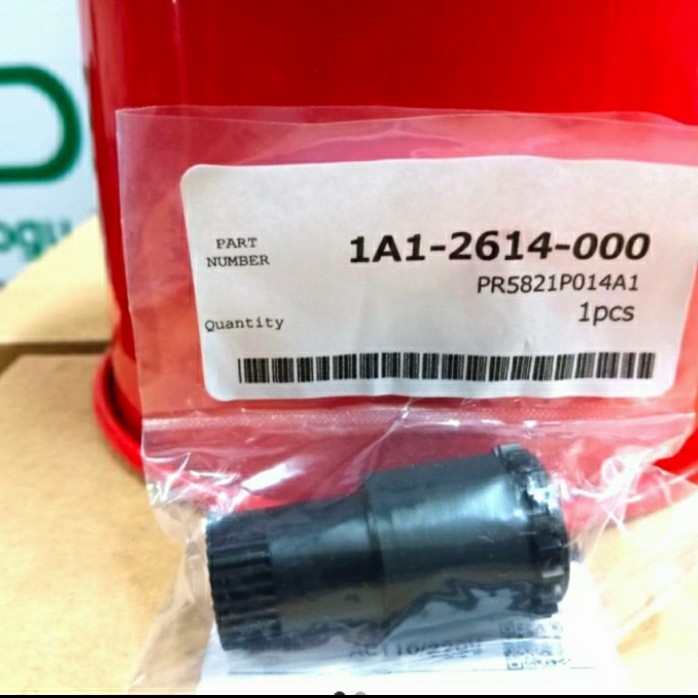 PART
NUMBER
1A1-2614-000
PR5821P014A1
Quantity
1pcs